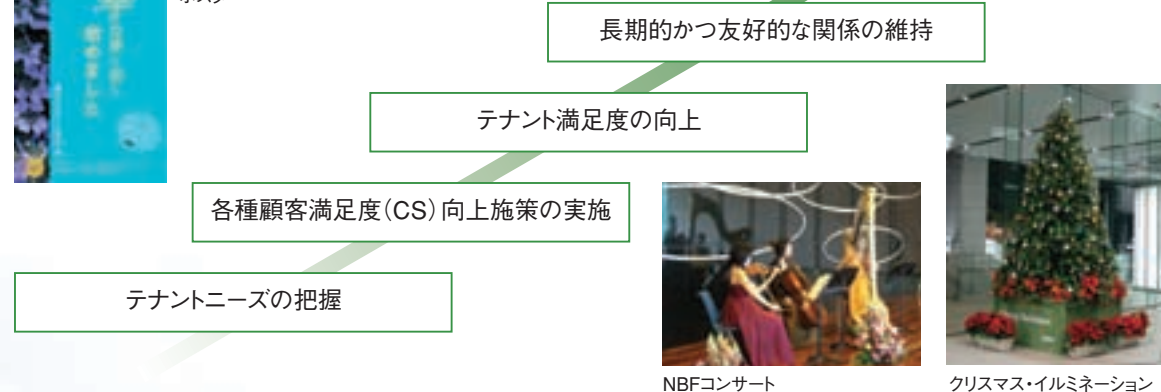 長期的かつ友好的な関係の維持
テナント満足度の向上
各種顧客満足度(CS)向上施策の実施
テナントニーズの把握
NBFコンサート
クリスマス・イルミネーション